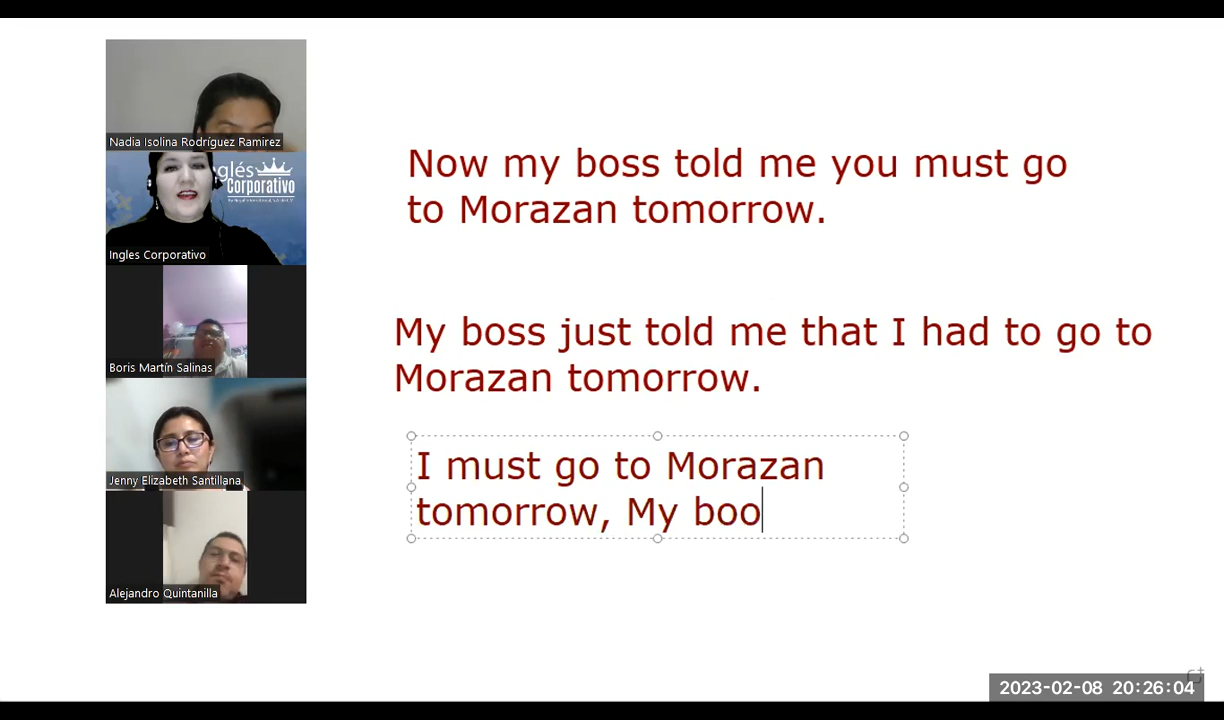 Nadia Isolina Rodríguez Ramirez
glés
Corporativo
Ingles Corporativo
Boris Martín Salinas
Jenny Elizabeth Santillana
Alejandro Quintanilla
Now my boss told me you must go
to Morazan tomorrow.
My boss just told me that I had to go to
Morazan tomorrow.
I must go to Morazan
tomorrow, My boo
2023-02-08 20:26:04